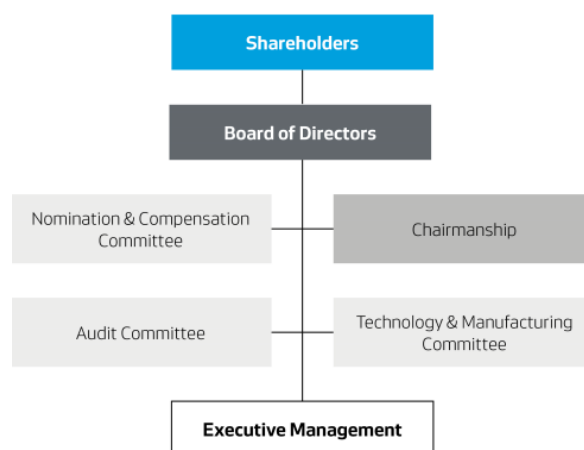 Shareholders
Board of Directors
Nomination & Compensation
Committee
Chairmanship
Audit Committee
Technology & Manufacturing
Committee
Executive Management